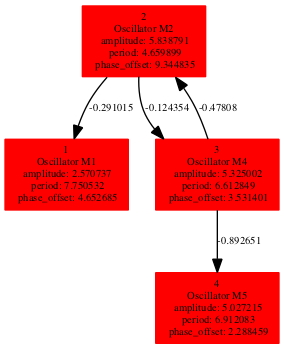 2
Oscillator M2
amplitude: 5.838791
period: 4.659899
phase_offset: 9.344835
-0.291015
-0.124354
-0.47808
1
Oscillator M1
amplitude: 2.570737
period: 7.750532
phase_offset: 4.652685
3
Oscillator M4
amplitude: 5.325002
period: 6.612849
phase_offset: 3.531401
-0.892651
4
Oscillator M5
amplitude: 5.027215
period: 6.912083
phase_offset: 2.288459